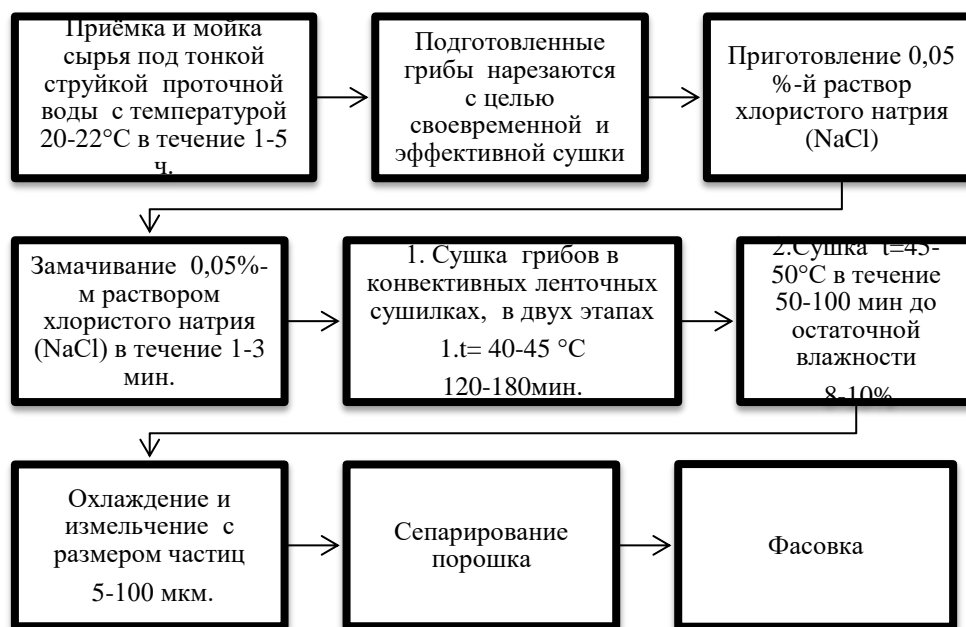 Приёмка и мойка
сырья под тонкой
струйкой проточной
воды с температурой
20-22°C в течение 1-5
ч.
Подготовленные
грибы нарезаются
с целью
своевременной и
эффективной сушки
Приготовление 0,05
%-й раствор
хлористого натрия
(NaCl)
Замачивание 0,05%-
м раствором
хлористого натрия
(NaCl) в течение 1-3
мин.
1. Сушка грибов в
конвективных ленточных
сушилках, в двух этапах
1.t= 40-45 °C
120-180мин.
2.Сушка t=45-
50°C в течение
50-100 мин до
остаточной
влажности
8-10%
Охлаждение и
измельчение с
размером частиц
5-100 мкм.
Сепарирование
порошка
Фасовка